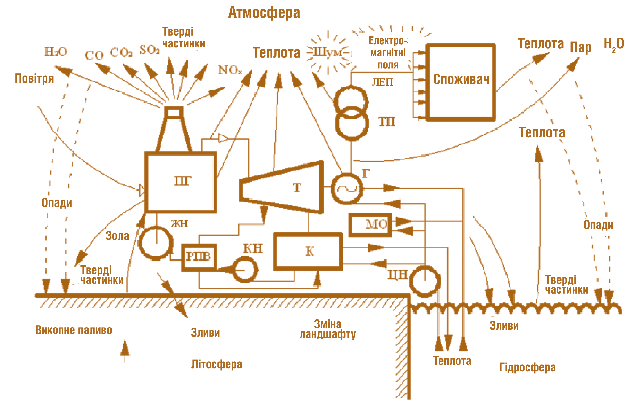 Атмосфера
H₂O
CO
CO₂
SO₂
Тверді
частинки
NOₓ
Теплота
Шум
Електро-
магнітні
поля
Теплота
Пар
H₂O
Повітря
ЛЕП
Споживач
ТП
Теплота
ПГ
Т
Г
Опади
Опади
Зола
ЖН
МО
РПВ
КН
К
ЦН
Тверді
частинки
Тверді
частинки
Викопне паливо
Зливи
Зміна
ландшафту
Зливи
Літосфера
Теплота
Гідросфера